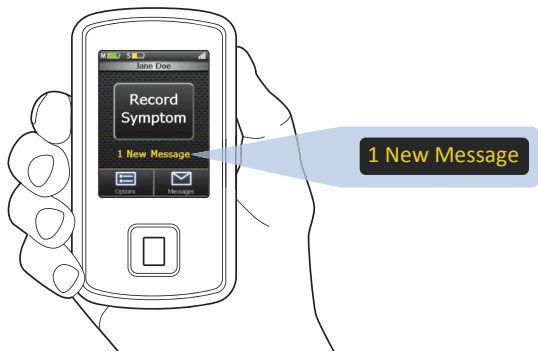 M S
Jane Doe
Record
Symptom
1 New Message
Options
Messages
1 New Message